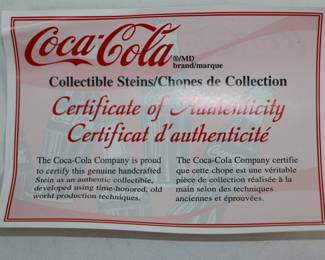 Coca-Cola
®/MD
brand/marque
Collectible Steins/Chopes de Collection
Certificate of Authenticity
Certificat d'authenticité
The Coca-Cola Company is proud
to certify this genuine handcrafted
Stein as an authentic collectible,
developed using time-honored, old
world production techniques.
The Coca-Cola Company certifie
que cette chope est une véritable
pièce de collection réalisée à la
main selon des techniques
anciennes et éprouvées.